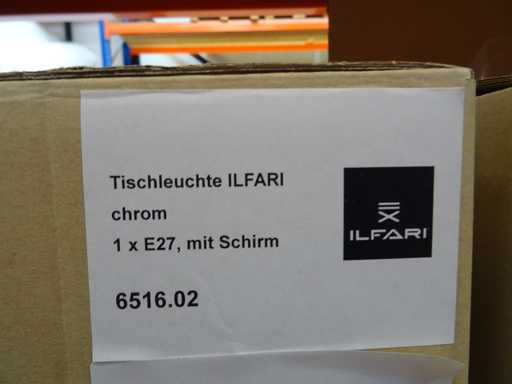 Tischleuchte ILFARI
chrom
1 x E27, mit Schirm
6516.02
ILFARI